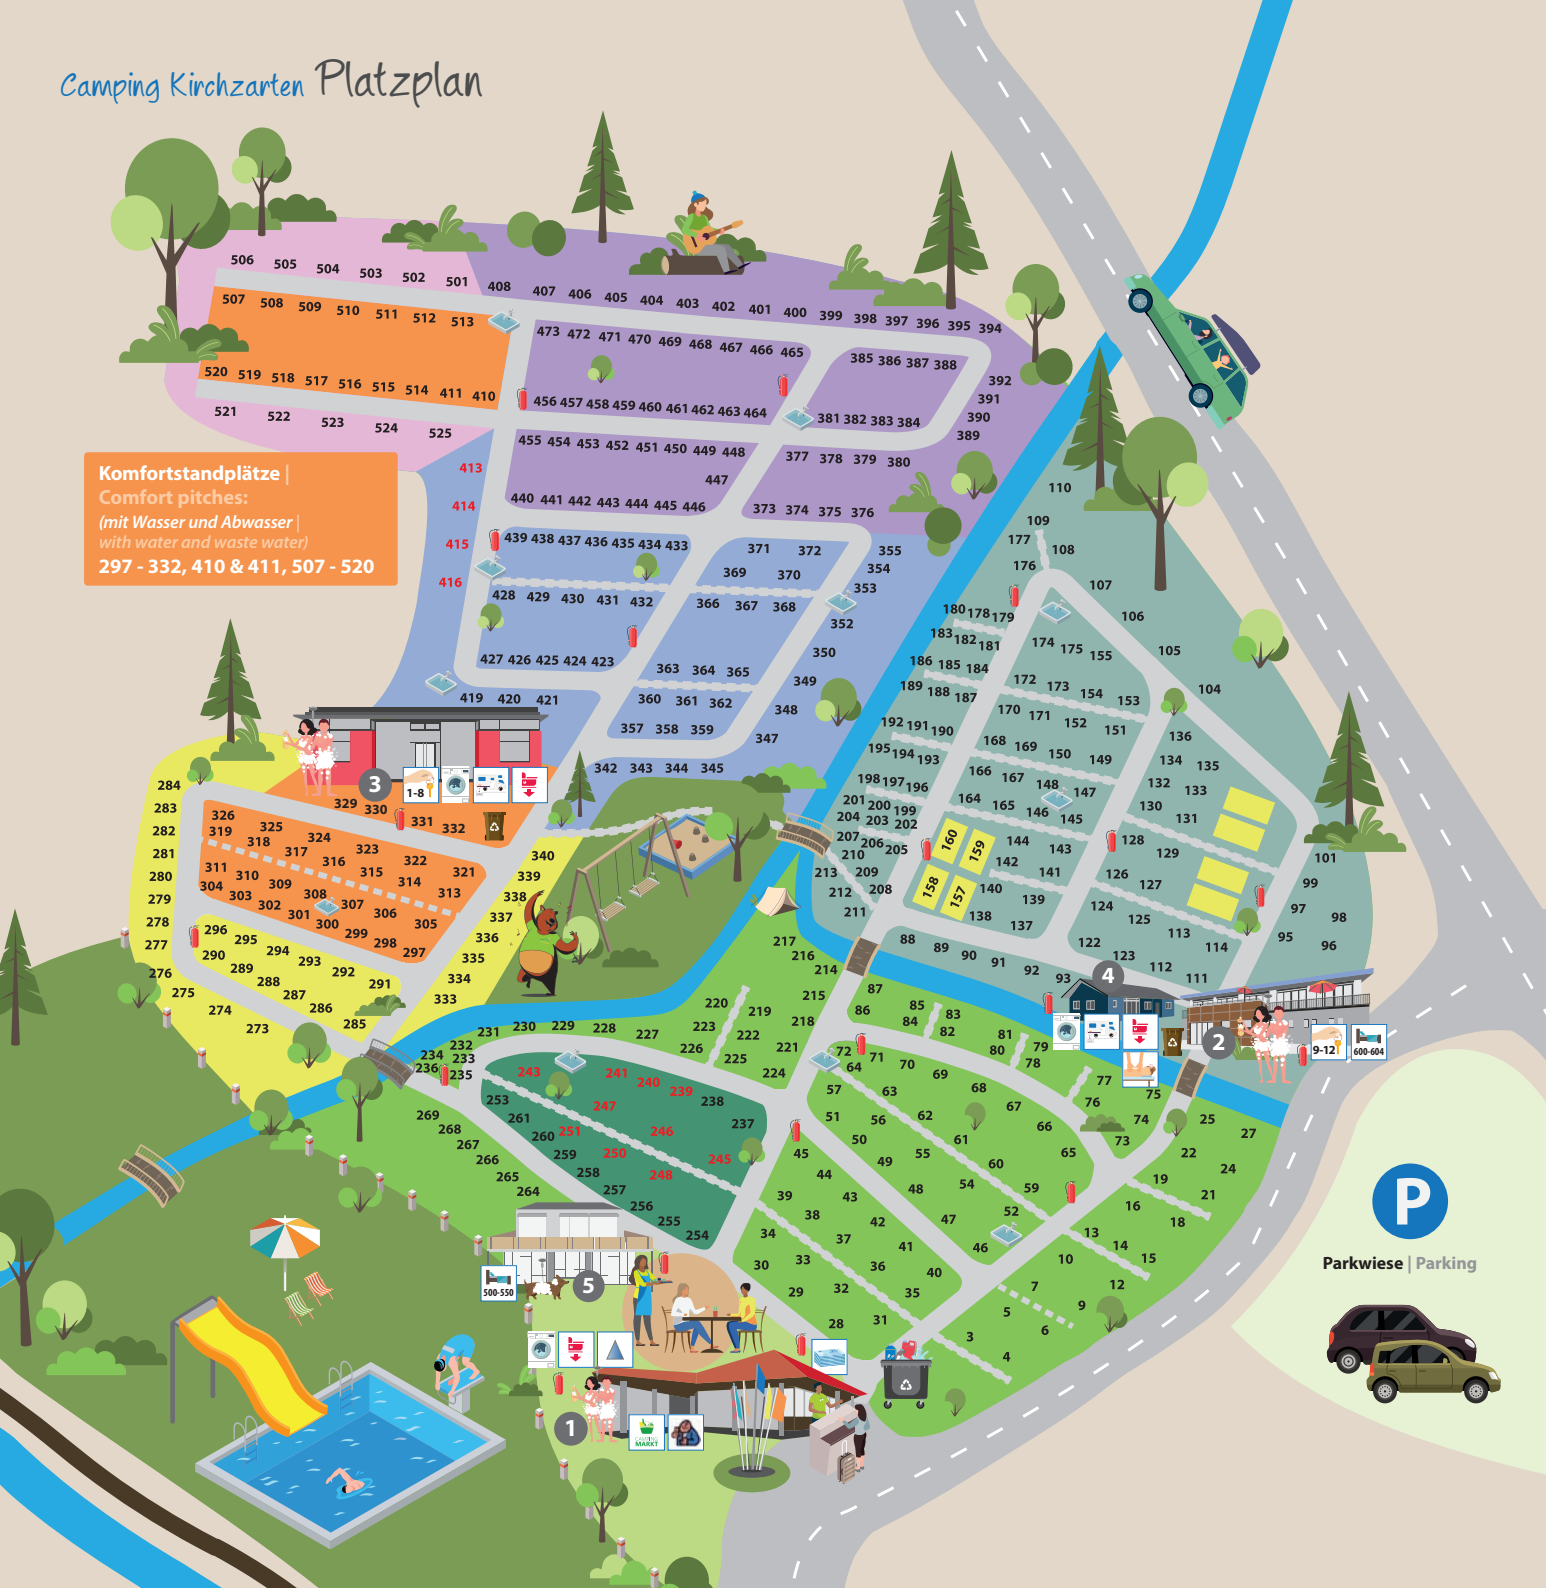 Camping Kirchzarten Platzplan
506 505 504 503 502 501 408 407 406 405 404 403 402 401 400 399 398 397 396 395 394
507 508 509 510 511 512 513
473 472 471 470 469 468 467 466 465
385 386 387 388
520 519 518 517 516 515 514 411 410
392
391
390
389
456 457 458 459 460 461 462 463 464
381 382 383 384
521 522 523 524 525
455 454 453 452 451 450 449 448
447
377 378 379 380
Komfortstandplätze |
Comfort pitches:
(mit Wasser und Abwasser |
with water and waste water)
297 - 332, 410 & 411, 507 - 520
413
414
415
416
440 441 442 443 444 445 446
373 374 375 376
439 438 437 436 435 434 433
371 372
369 370
355
354
353
352
350
349
348
347
428 429 430 431 432
366 367 368
427 426 425 424 423
363 364 365
419 420 421
360 361 362
357 358 359
342 343 344 345
110
109
177 108
176 107
106
105
104
180 178 179
183 182 181
174 175 155
186 185 184
172 173 154 153
189 188 187
170 171 152 151
192 191 190
168 169 150 149
136
134 135
195 194 193
166 167 148 147
132 133
198 197 196
164 165 146 145
130 131
201 200 199
204 203 202
207 206 205
160 159
144 143
128 129
210
213 209
142 141
126 127
101
99
212 208
158 157
140 139
124 125
97 98
211
138 137
113 114
95 96
122 123
112 111
88 89 90 91 92 93
4
3
1-8
329 330 331 332
284
283
282
281
280
279
278
277
276
275
274
273
326
319 325 324 323 322 321
318 317 316 315 314 313
311 310 309 308 307 306 305
304 303 302 301 300 299 298 297
296 295 294 293 292 291
290 289 288 287 286 285
340
339
338
337
336
335
334
333
217
216
214
215
220 219 218
223 222 221
226 225 224
231 230 229 228 227
232
234 233
236 235
87
86
85 83
84 82
81 79
80 78
77
76 75
74
73
2
9-12
600-604
243 241 240 239 238
253 247 237
261 251 246
260 250 245
259 248
258
257
256
255
254
269
268
267
266
265
264
72 71 70 69 68 67 66 65
64 63 62 61 60 59
57 56 55 54 52
51 50 49 48 47 46
45 44 43 42 41 40
39 38 37 36 35
34 33 32 31
30 29 28
25 27
22 24
19 21
16 18
13 14 15
10 12
7 9
5 6
3 4
500-550
5
1
CAMPING
MARKT
P
Parkwiese | Parking